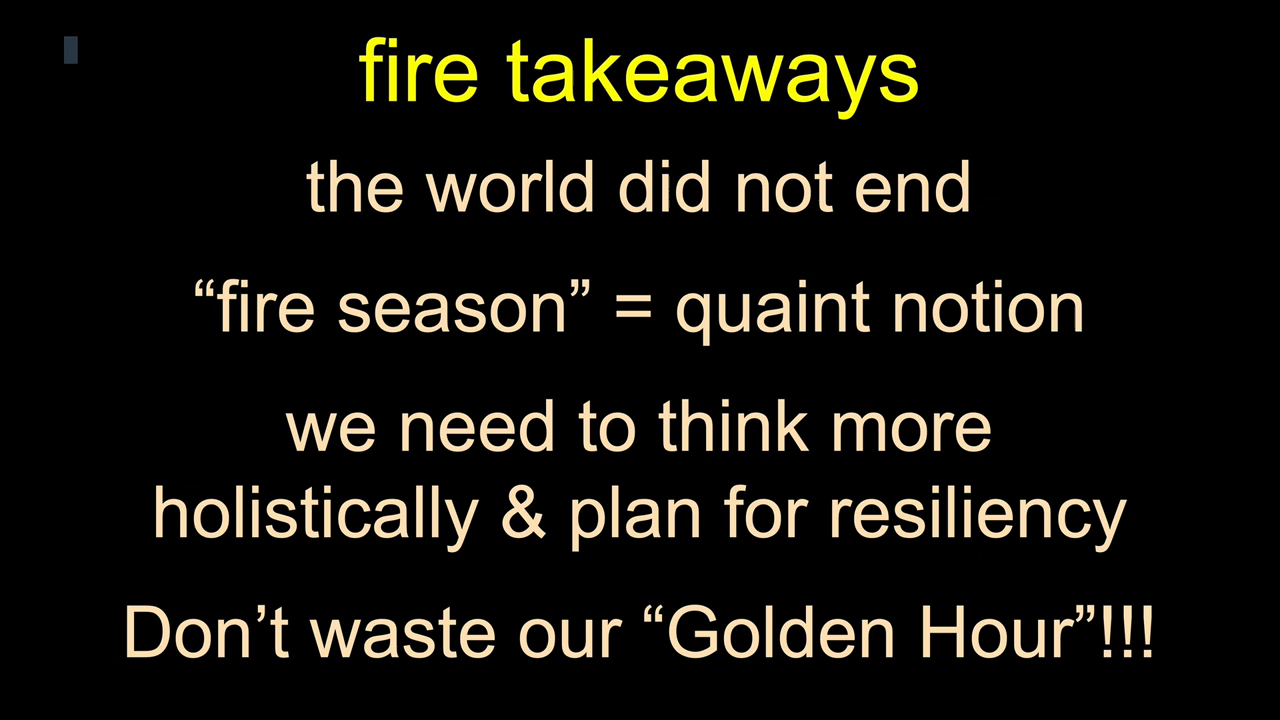 fire takeaways
the world did not end
“fire season” = quaint notion
we need to think more
holistically & plan for resiliency
Don’t waste our “Golden Hour”!!!